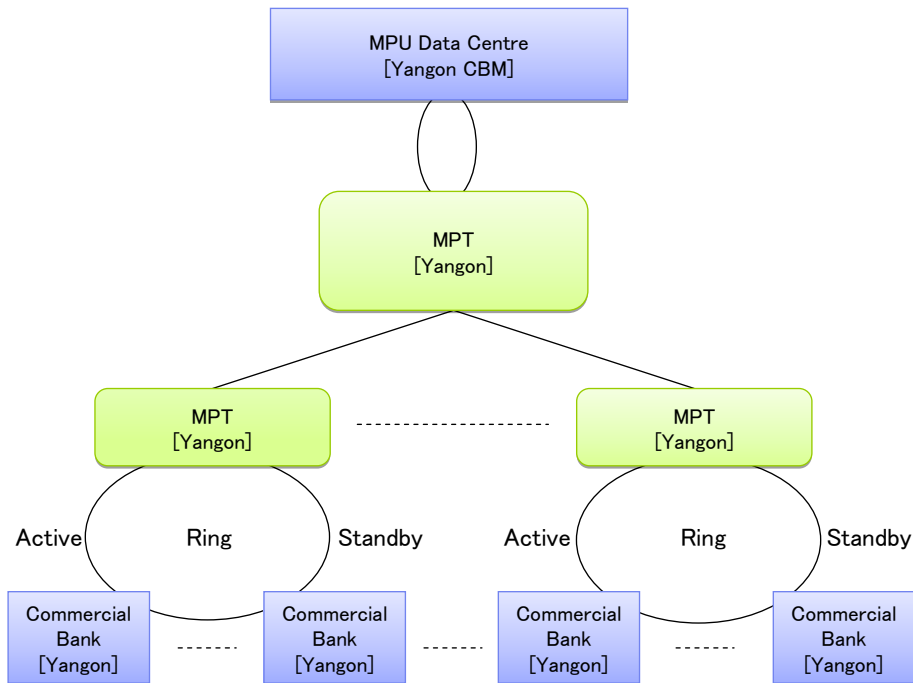 MPU Data Centre
[Yangon CBM]
MPT
[Yangon]
MPT
[Yangon]
MPT
[Yangon]
Active
Ring
Standby
Active
Ring
Standby
Commercial
Bank
[Yangon]
Commercial
Bank
[Yangon]
Commercial
Bank
[Yangon]
Commercial
Bank
[Yangon]